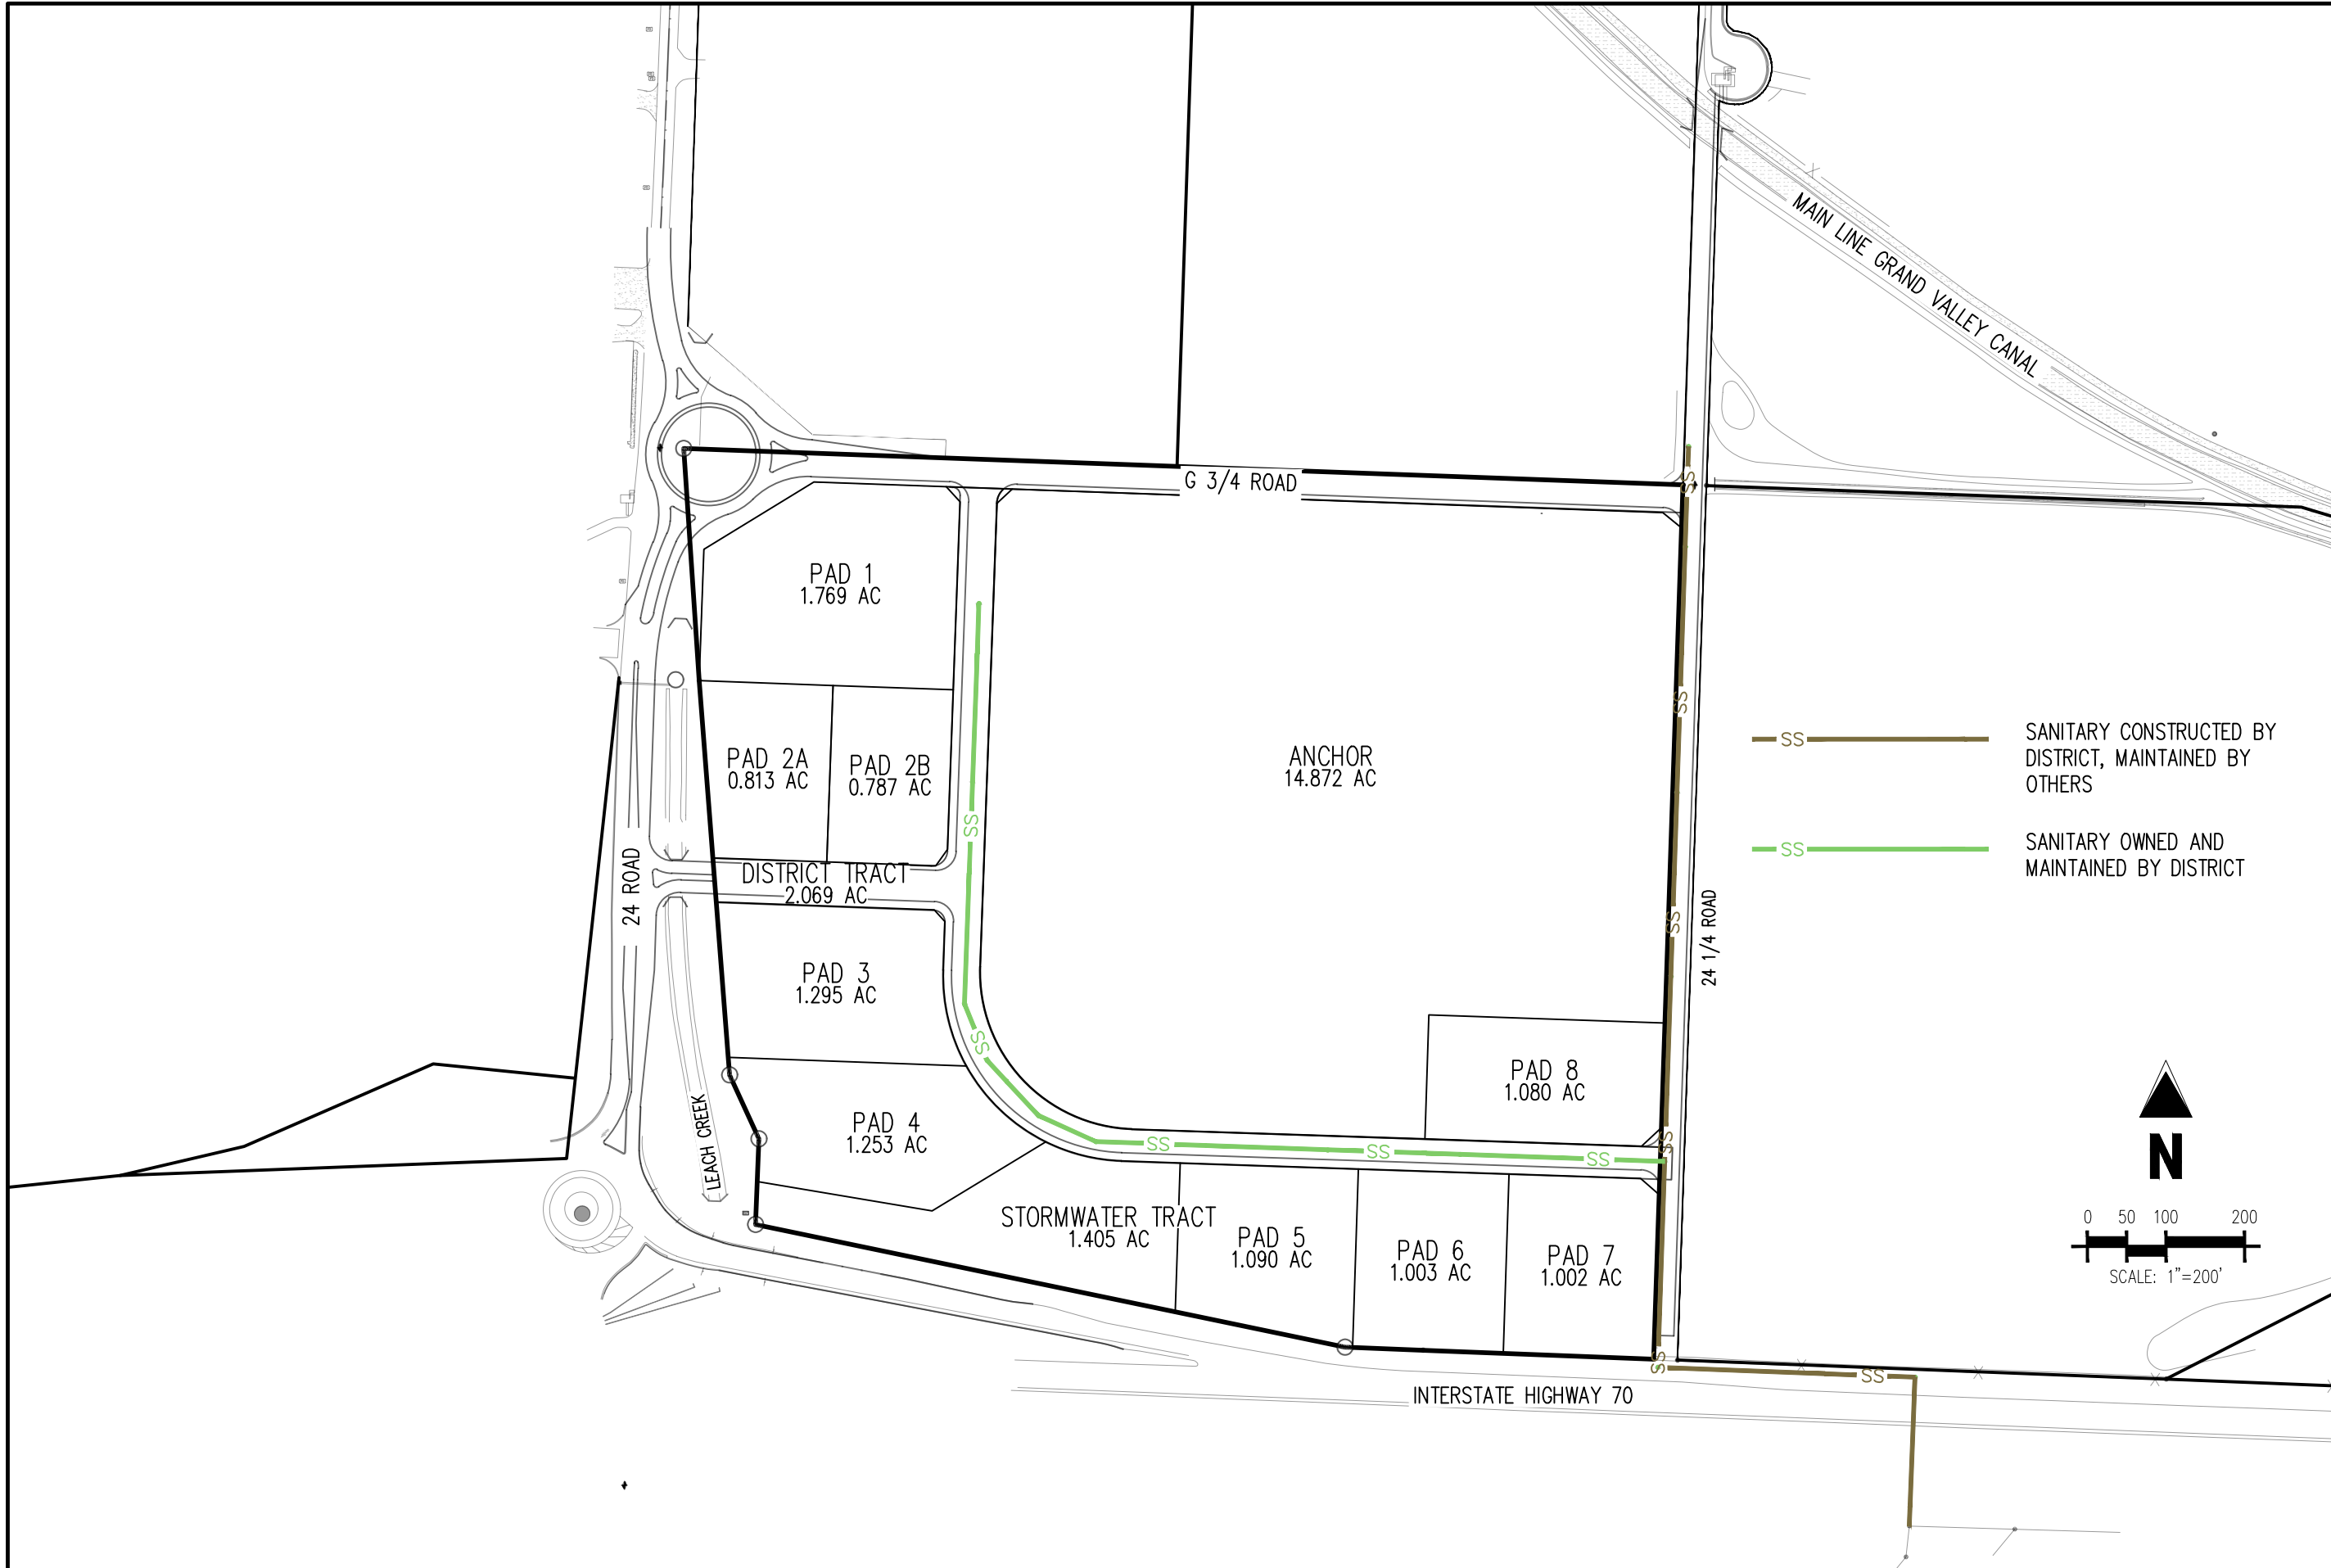 MAIN LINE GRAND VALLEY CANAL
G 3/4 ROAD
SS
PAD 1
1.769 AC
SS
SANITARY CONSTRUCTED BY
DISTRICT, MAINTAINED BY
OTHERS
SS
PAD 2A
0.813 AC
PAD 2B
0.787 AC
ANCHOR
14.872 AC
SS
SANITARY OWNED AND
MAINTAINED BY DISTRICT
SS
24 ROAD
DISTRICT TRACT
2.069 AC
SS
24 1/4 ROAD
PAD 3
1.295 AC
SS
PAD 8
1.080 AC
LEACH CREEK
PAD 4
1.253 AC
SS
SS
SS
SS
N
STORMWATER TRACT
1.405 AC
PAD 5
1.090 AC
PAD 6
1.003 AC
PAD 7
1.002 AC
0 50 100 200
SCALE: 1"=200'
SS
SS
INTERSTATE HIGHWAY 70